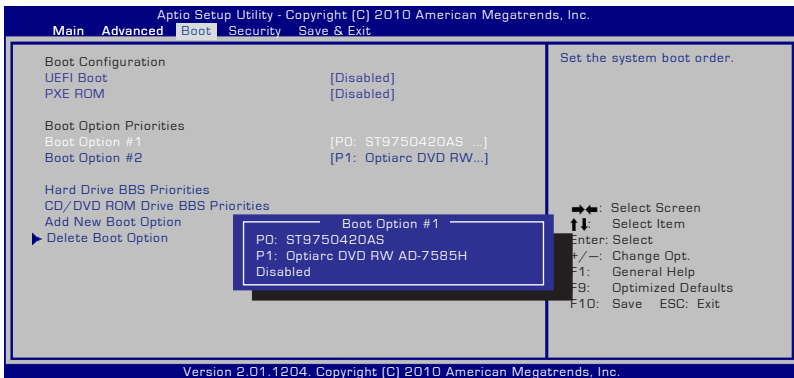 Aptio Setup Utility - Copyright (C) 2010 American Megatrends, Inc.
Main Advanced Boot Security Save & Exit
Boot Configuration
UEFI Boot [Disabled]
PXE ROM [Disabled]
Boot Option Priorities
Boot Option #1 [P0: ST9750420AS ...]
Boot Option #2 [P1: Optiarc DVD RW...]
Hard Drive BBS Priorities
CD/DVD ROM Drive BBS Priorities
Add New Boot Option
Delete Boot Option
Boot Option #1
P0: ST9750420AS
P1: Optiarc DVD RW AD-7585H
Disabled
Set the system boot order.
→←: Select Screen
↑↓: Select Item
Enter: Select
+/—: Change Opt.
F1: General Help
F9: Optimized Defaults
F10: Save ESC: Exit
Version 2.01.1204. Copyright (C) 2010 American Megatrends, Inc.